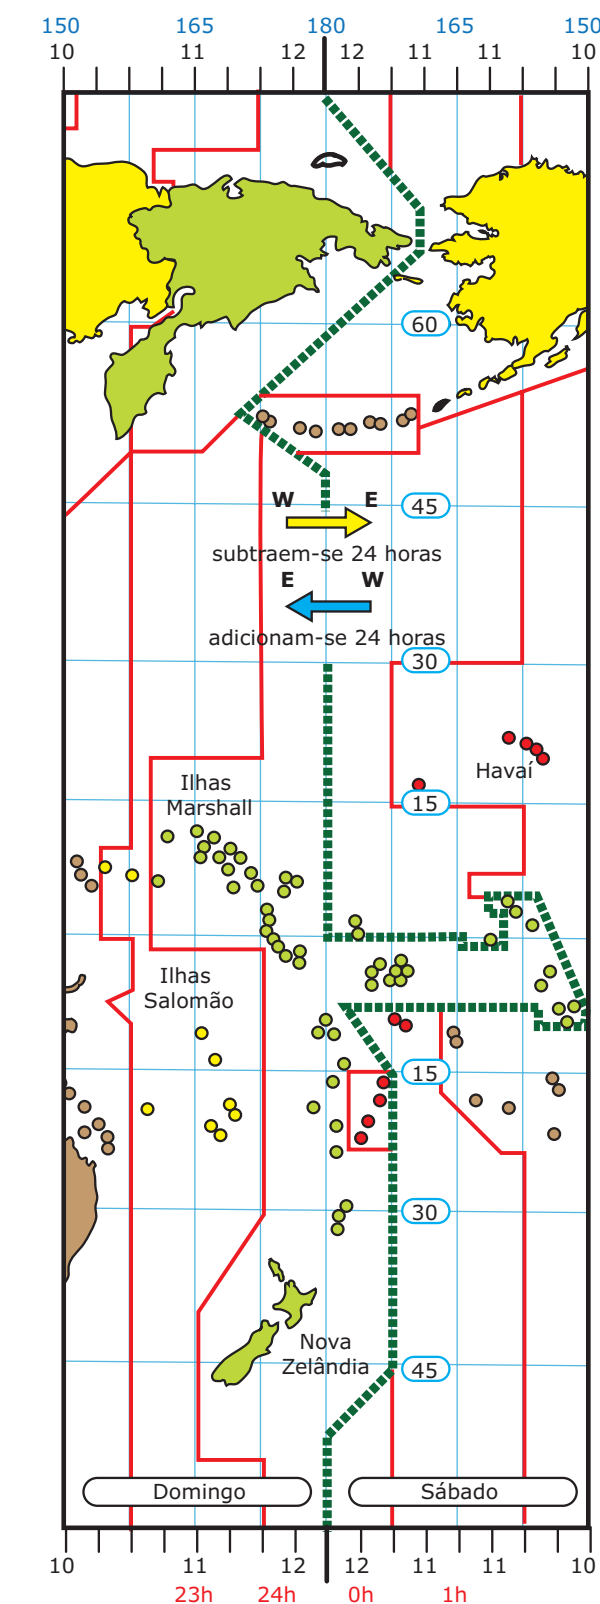 150 165 180 165 150
10 11 12 12 11 11 10
60
W E
45
subtraem-se 24 horas
E W
adicionam-se 24 horas
30
Havaí
Ilhas
Marshall
15
Ilhas
Salomão
15
30
Nova
Zelândia
45
Domingo Sábado
10 11 12 12 11 11 10
23h 24h 0h 1h